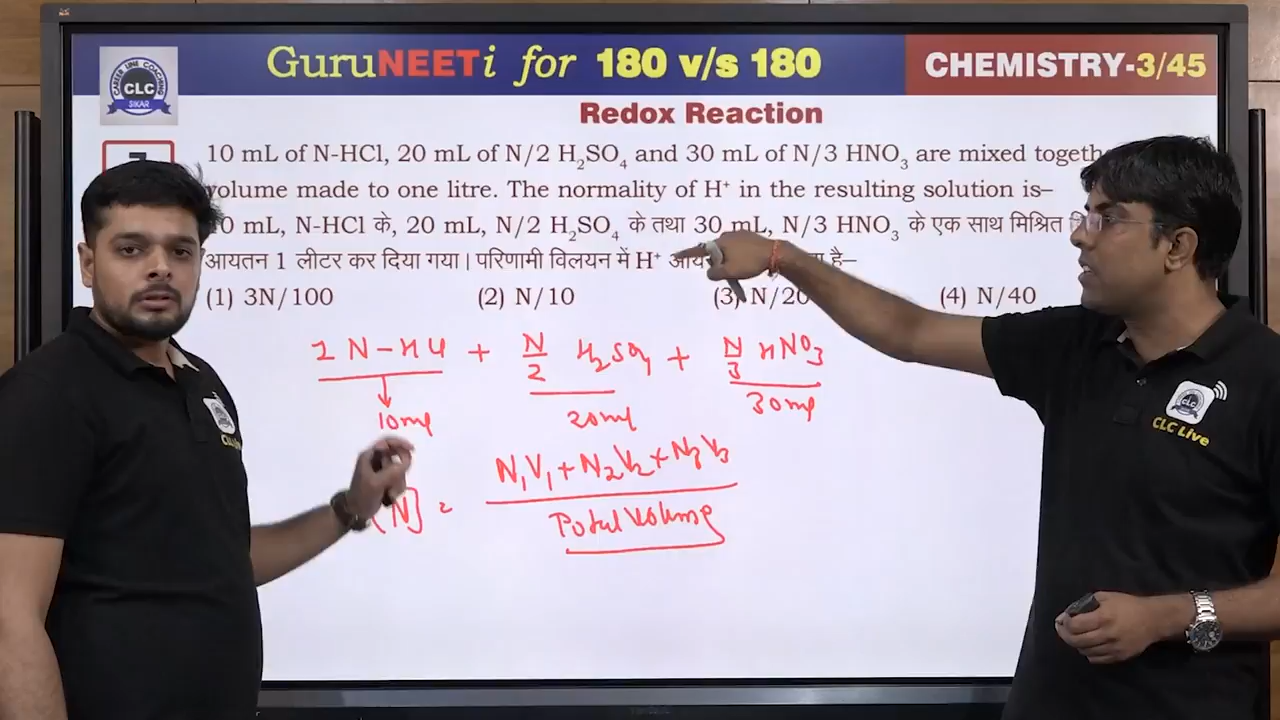 CAREER LINE COACHING
CLC
SIKAR
GuruNEETi for 180 v/s 180
CHEMISTRY-3/45
Redox Reaction
10 mL of N-HCl, 20 mL of N/2 H₂SO₄ and 30 mL of N/3 HNO₃ are mixed
volume made to one litre. The normality of H⁺ in the resulting solution is–
mL, N-HCl के, 20 mL, N/2 H₂SO₄ के तथा 30 mL, N/3 HNO₃ के एक साथ मिश्रित
आयतन 1 लीटर कर दिया गया। परिणामी विलयन में H⁺ है–
(1) 3N/100 (2) N/10 (3) N/20 (4) N/40
1 N-HCl + N/2 H₂SO₄ + N/3 HNO₃
10ml 20ml 30ml
[N] = N₁V₁+N₂V₂+N₃V₃
Total Volume
CLC
CLC Live